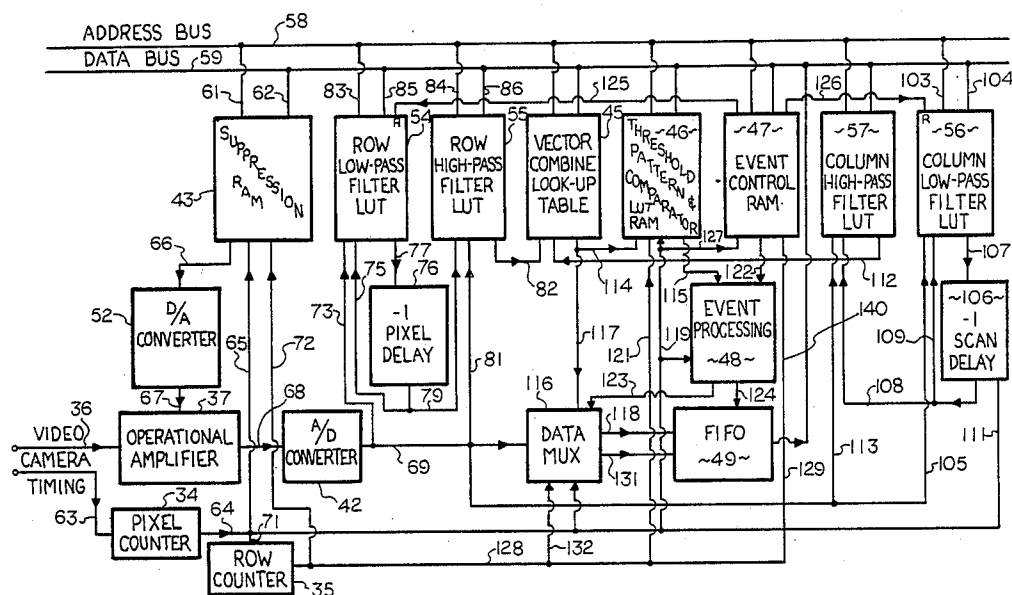 ADDRESS BUS
58
DATA BUS
59
61
62
83
85
84
86
125
126
103
104
SUPPRESSION RAM
43
R
ROW
LOW-PASS
FILTER
LUT
54
ROW
HIGH-PASS
FILTER
LUT
55
VECTOR
COMBINE
LOOK-UP
TABLE
45
~46~
THRESHOLD
PATTERN &
COMPARATOR
LUT
RAM
~47~
EVENT
CONTROL
RAM
~57~
COLUMN
HIGH-PASS
FILTER
LUT
R
~56~
COLUMN
LOW-PASS
FILTER
LUT
66
77
75
73
76
82
114
127
115
122
112
107
52
D/A
CONVERTER
65
72
-1
PIXEL
DELAY
79
81
117
121
119
EVENT
PROCESSING
~48~
140
109
~106~
-1
SCAN
DELAY
108
111
67
37
36
VIDEO
CAMERA
TIMING
OPERATIONAL
AMPLIFIER
68
A/D
CONVERTER
42
69
116
DATA
MUX
123
124
118
131
FIFO
~49~
129
113
105
63
34
PIXEL
COUNTER
64
71
ROW
COUNTER
35
128
132